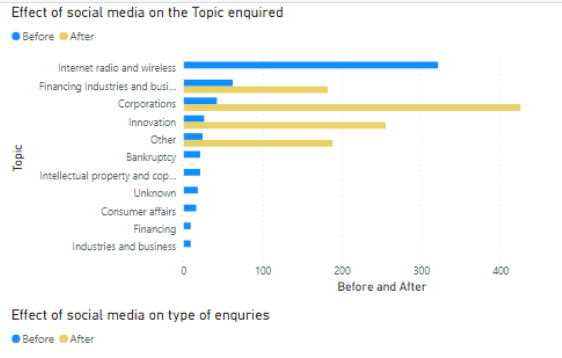 Effect of social media on the Topic enquired
Before After
Internet radio and wireless
Financing Industries and busi...
Corporations
Innovation
Other
Bankruptcy
Intellectual property and cop...
Unknown
Consumer affairs
Financing
Industries and business
Topic
0 100 200 300 400
Before and After
Effect of social media on type of enquries
Before After